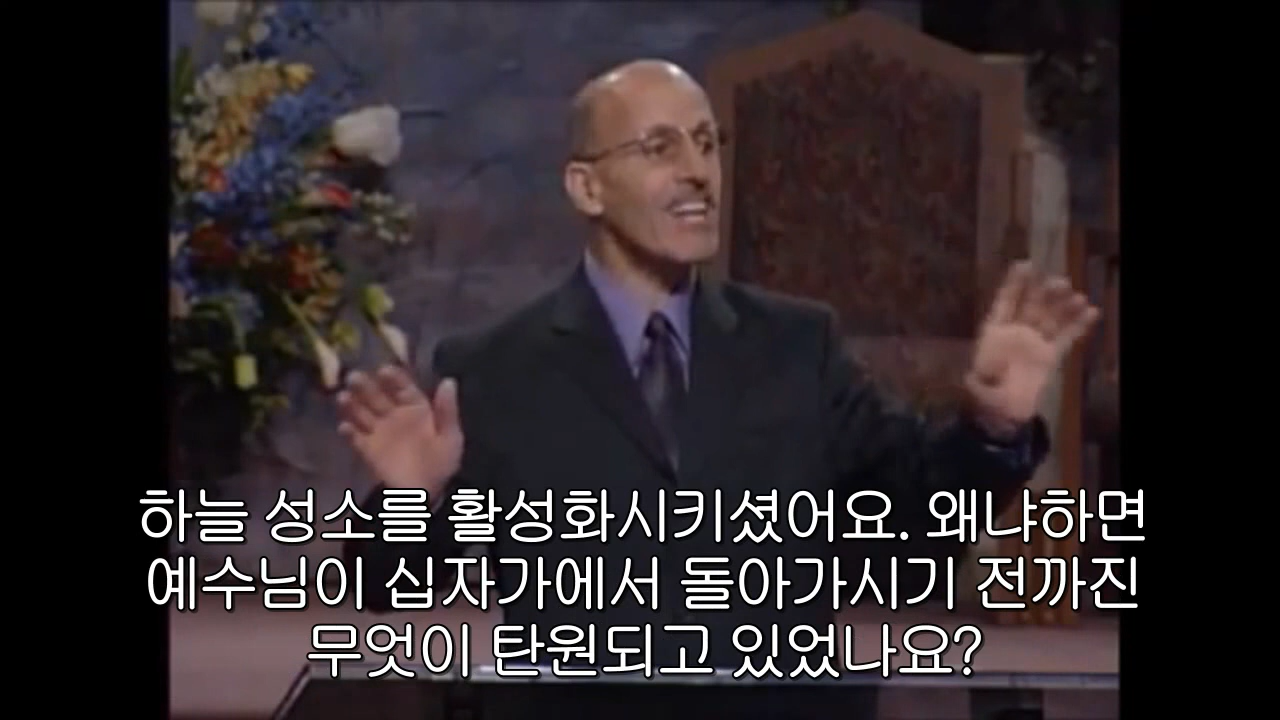 하늘 성소를 활성화시키셨어요. 왜냐하면
예수님이 십자가에서 돌아가시기 전까진
무엇이 탄원되고 있었나요?